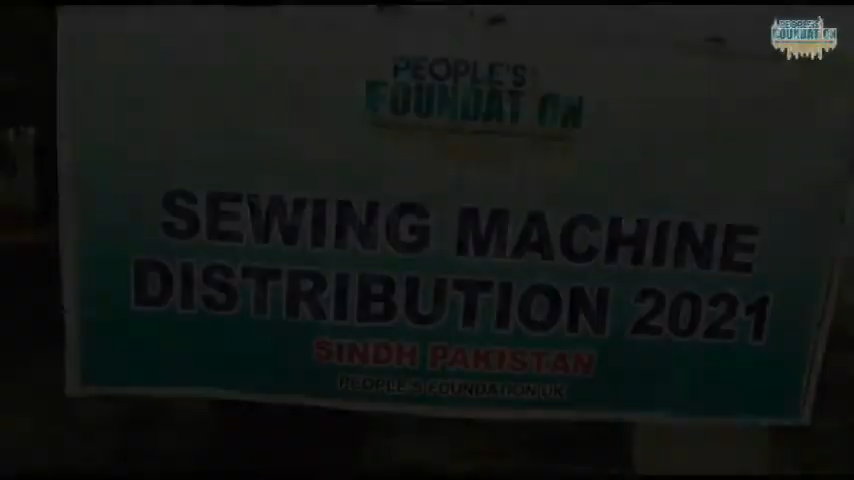 PEOPLE'S
FOUNDATION
PEOPLE'S
FOUNDATION
SEWING MACHINE
DISTRIBUTION 2021
SINDH PAKISTAN
PEOPLE'S FOUNDATION UK